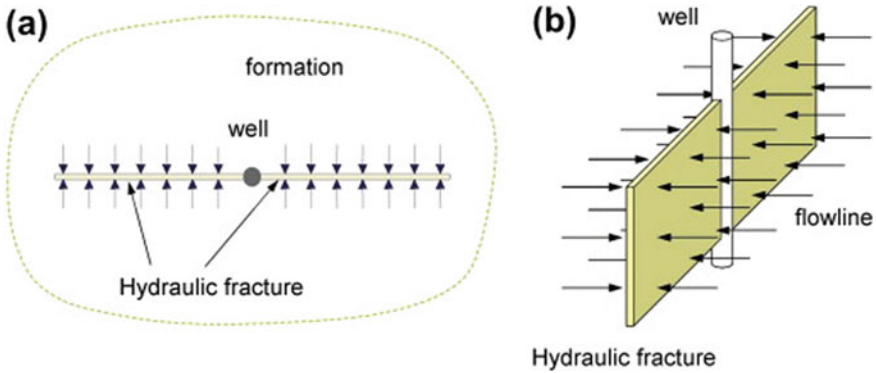 (a)
formation
well
Hydraulic fracture
(b)
well
flowline
Hydraulic fracture